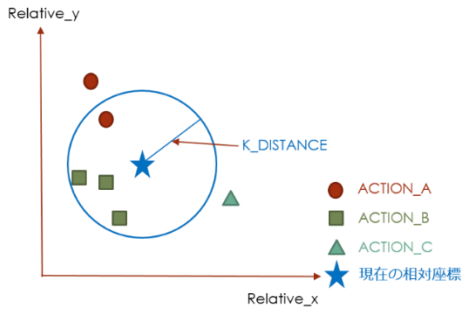 Relative_y
K_DISTANCE
ACTION_A
ACTION_B
ACTION_C
現在の相対座標
Relative_x